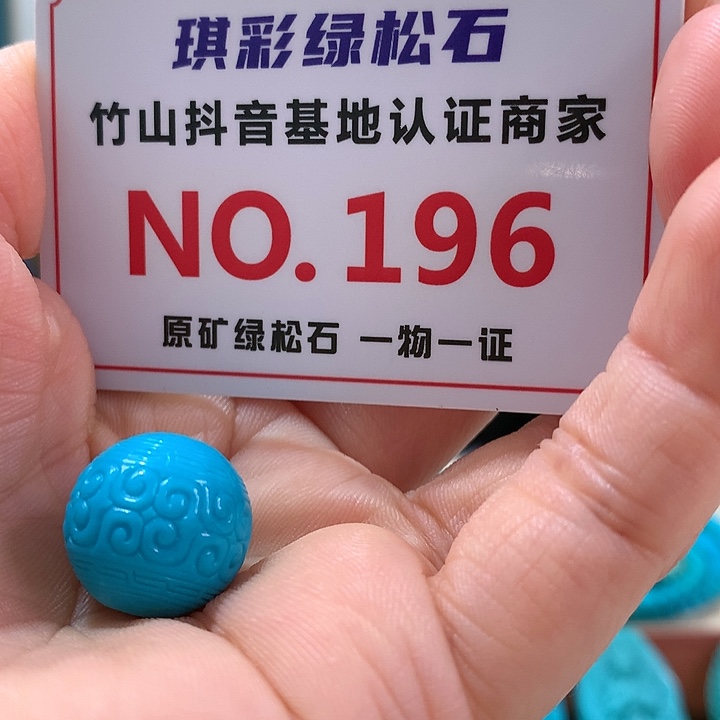 琪彩绿松石
竹山抖音基地认证商家
NO.196
原矿绿松石 一物一证